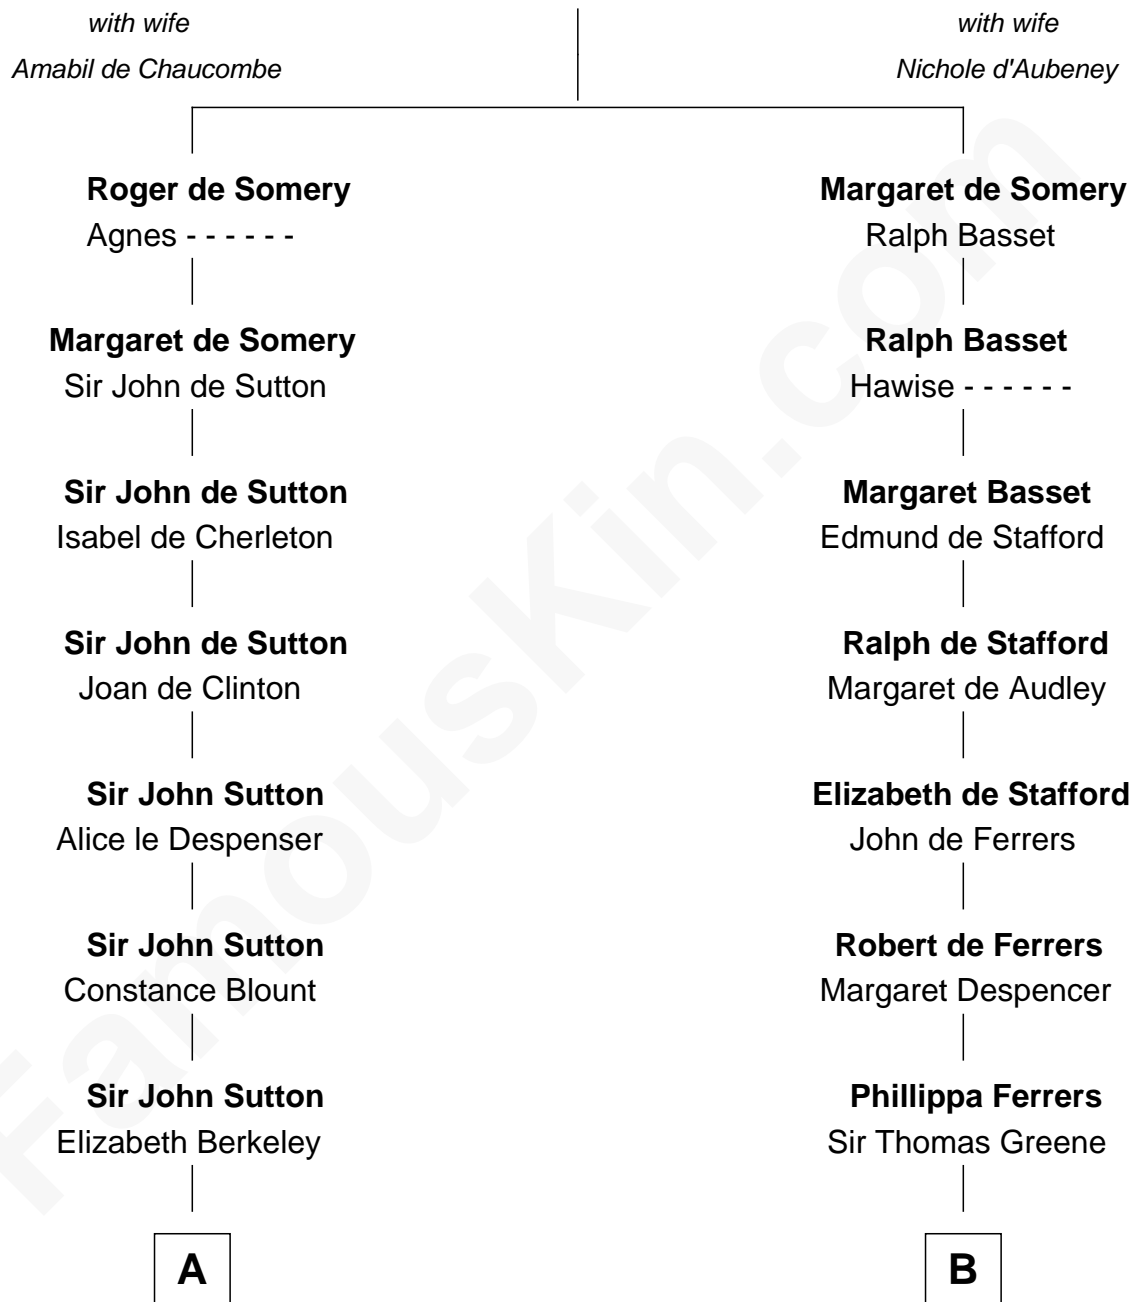 with wife
Amabil de Chaucombe
with wife
Nichole d'Aubeney
Roger de Somery
Agnes - - - - - -
Margaret de Somery
Ralph Basset
Margaret de Somery
Sir John de Sutton
Ralph Basset
Hawise - - - - - -
Sir John de Sutton
Isabel de Cherleton
Margaret Basset
Edmund de Stafford
Sir John de Sutton
Joan de Clinton
Ralph de Stafford
Margaret de Audley
Sir John Sutton
Alice le Despenser
Elizabeth de Stafford
John de Ferrers
Sir John Sutton
Constance Blount
Robert de Ferrers
Margaret Despencer
Sir John Sutton
Elizabeth Berkeley
Phillippa Ferrers
Sir Thomas Greene
A
B
FamousKin.com